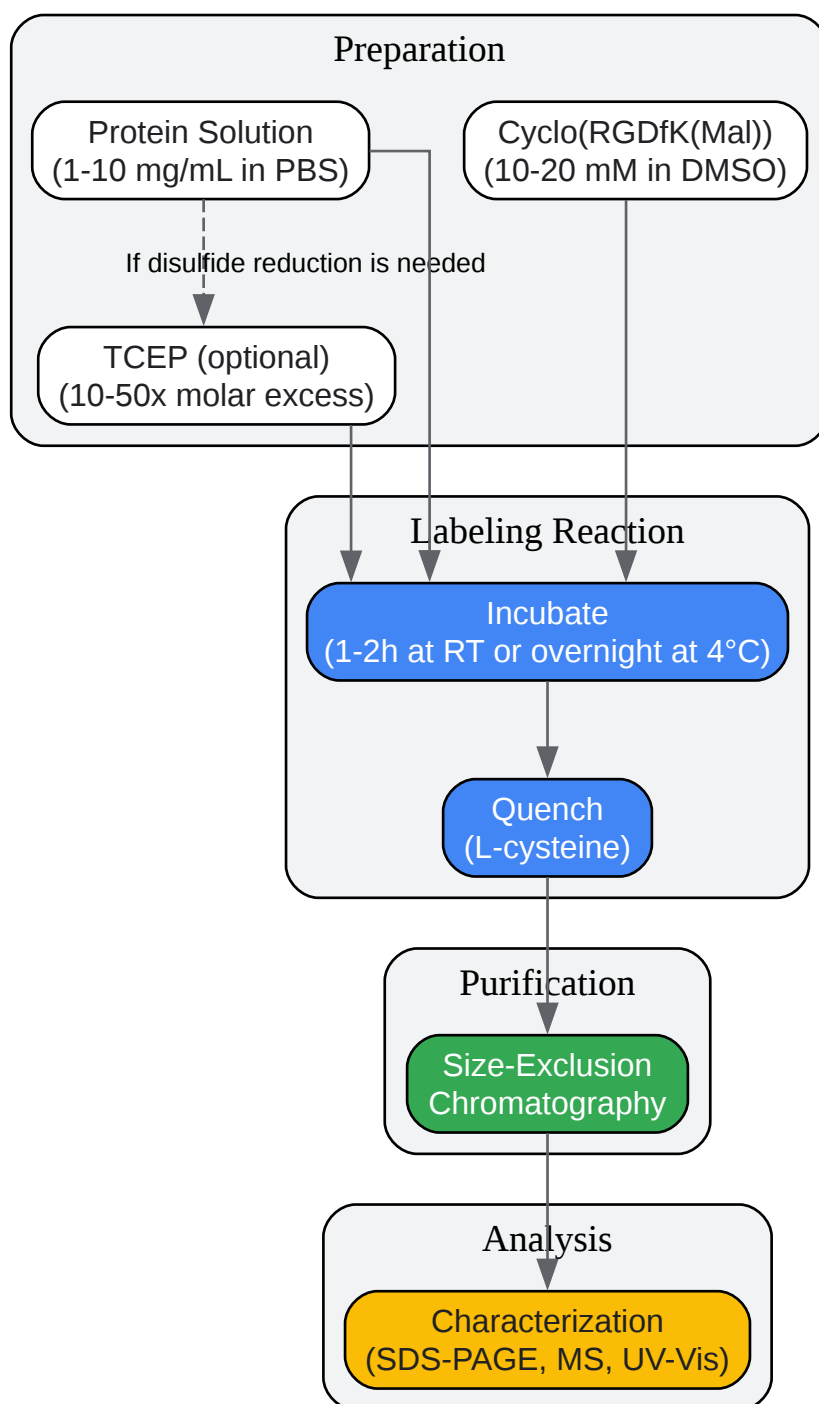 Preparation
Protein Solution
(1-10 mg/mL in PBS)
Cyclo(RGDfK(Mal))
(10-20 mM in DMSO)
If disulfide reduction is needed
TCEP (optional)
(10-50x molar excess)
Labeling Reaction
Incubate
(1-2h at RT or overnight at 4°C)
Quench
(L-cysteine)
Purification
Size-Exclusion
Chromatography
Analysis
Characterization
(SDS-PAGE, MS, UV-Vis)